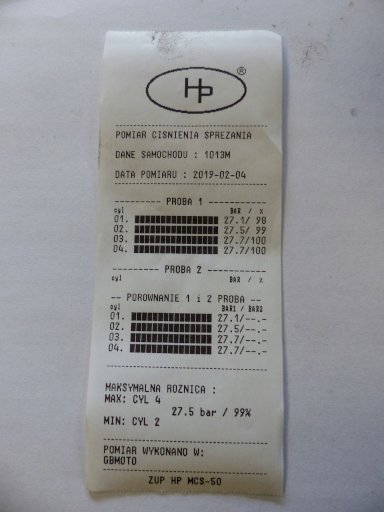 HP ®
POMIAR CISNIENIA SPREZANIA
DANE SAMOCHODU : 1013M
DATA POMIARU : 2019-02-04
PROBA 1
cyl BAR / %
01. 27.1/ 98
02. 27.5/ 99
03. 27.7/100
04. 27.7/100
PROBA 2
cyl BAR / %
-- POROWNANIE 1 i 2 PROBA --
cyl BAR1 / BAR2
01. 27.1/--.-
02. 27.5/--.-
03. 27.7/--.-
04. 27.7/--.-
MAKSYMALNA ROZNICA :
MAX: CYL 4
27.5 bar / 99%
MIN: CYL 2
POMIAR WYKONANO W:
GBMOTO
ZUP HP MCS-50